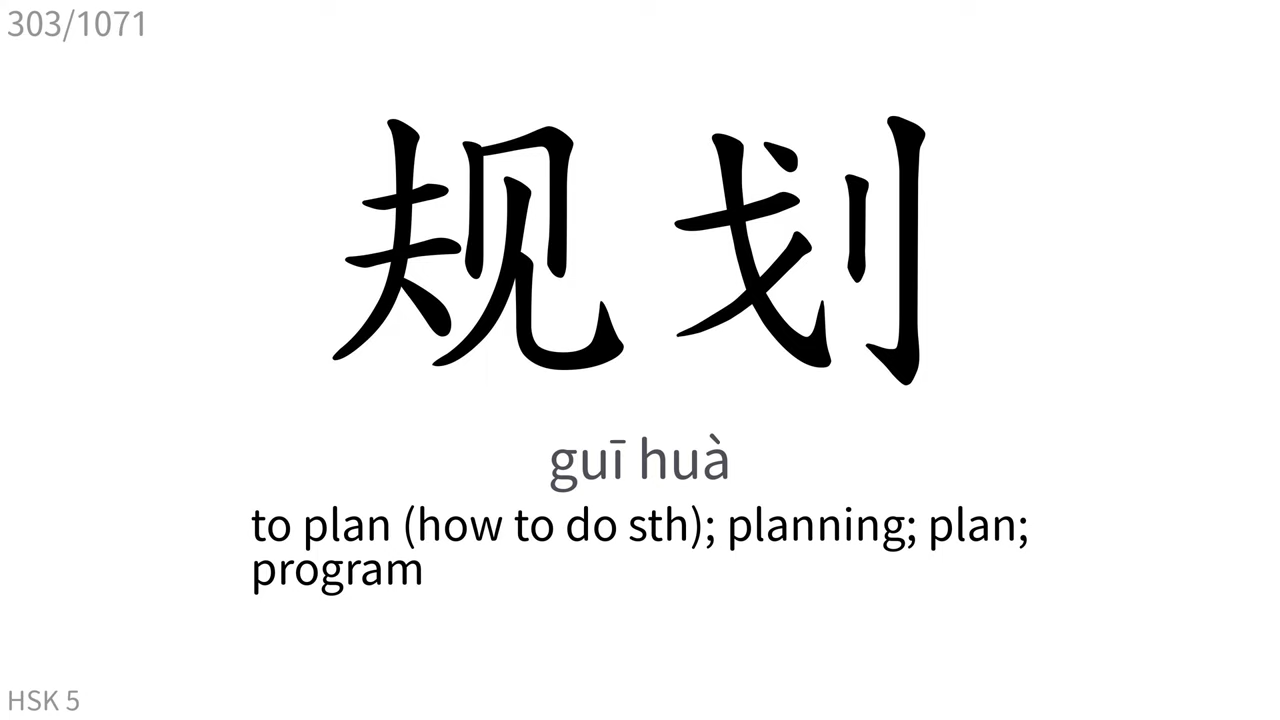 303/1071
规划
guī huà
to plan (how to do sth); planning; plan;
program
HSK 5